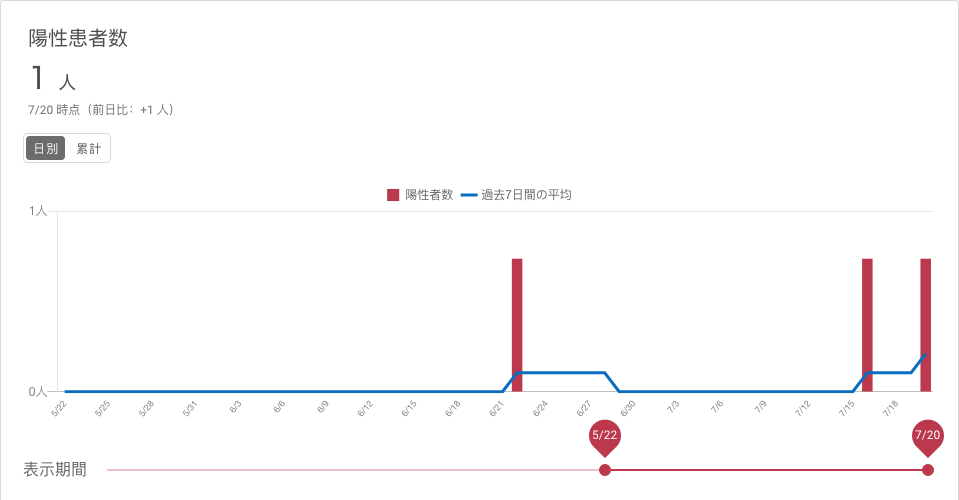 陽性患者数
1 人
7/20 時点（前日比：+1 人）
日別 累計
陽性者数 過去7日間の平均
1人
0人
5/22 5/25 5/28 5/31 6/3 6/6 6/9 6/12 6/15 6/18 6/21 6/24 6/27 6/30 7/3 7/6 7/9 7/12 7/15 7/18
5/22 7/20
表示期間